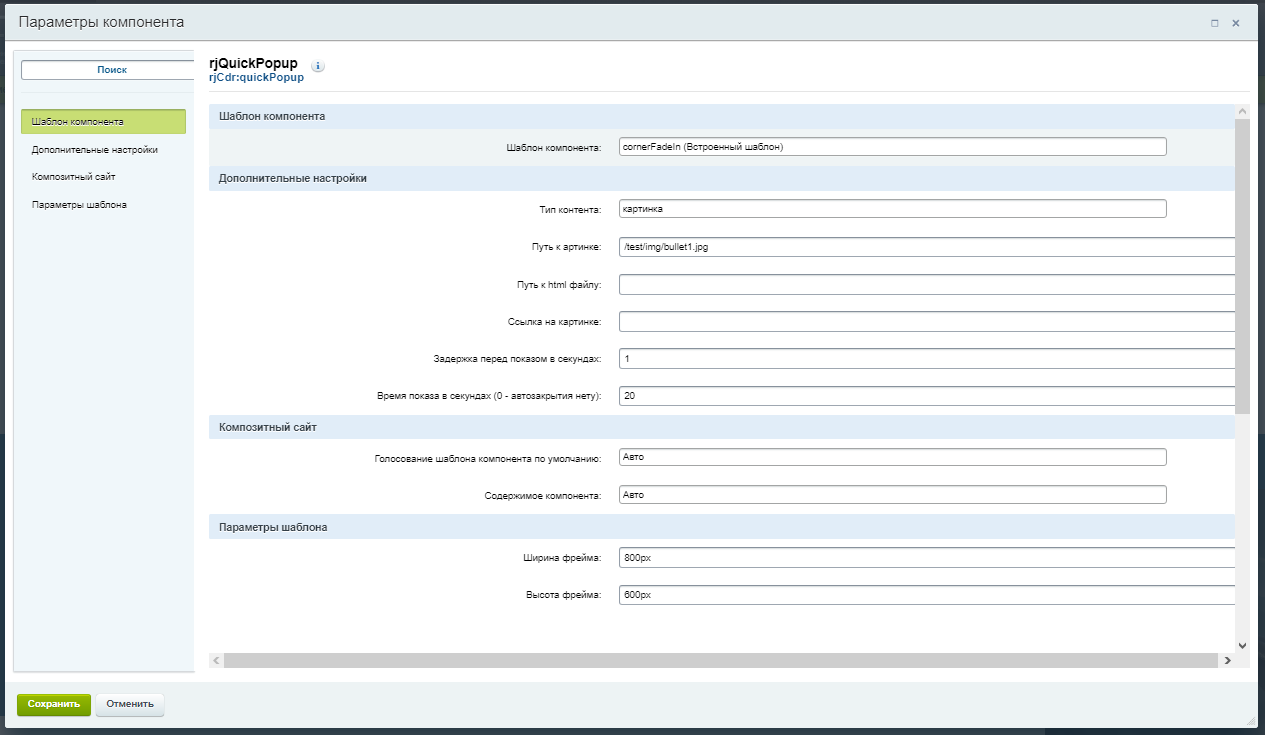 Параметры компонента
Поиск
Шаблон компонента
Дополнительные настройки
Композитный сайт
Параметры шаблона
rjQuickPopup
rjCdr:quickPopup
Шаблон компонента
Шаблон компонента: cornerFadeIn (Встроенный шаблон)
Дополнительные настройки
Тип контента: картинка
Путь к артинке: /test/img/bullet1.jpg
Путь к html файлу:
Ссылка на картинке:
Задержка перед показом в секундах: 1
Время показа в секундах (0 - автозакрытия нету): 20
Композитный сайт
Голосование шаблона компонента по умолчанию: Авто
Содержимое компонента: Авто
Параметры шаблона
Ширина фрейма: 800px
Высота фрейма: 600px
Сохранить Отменить